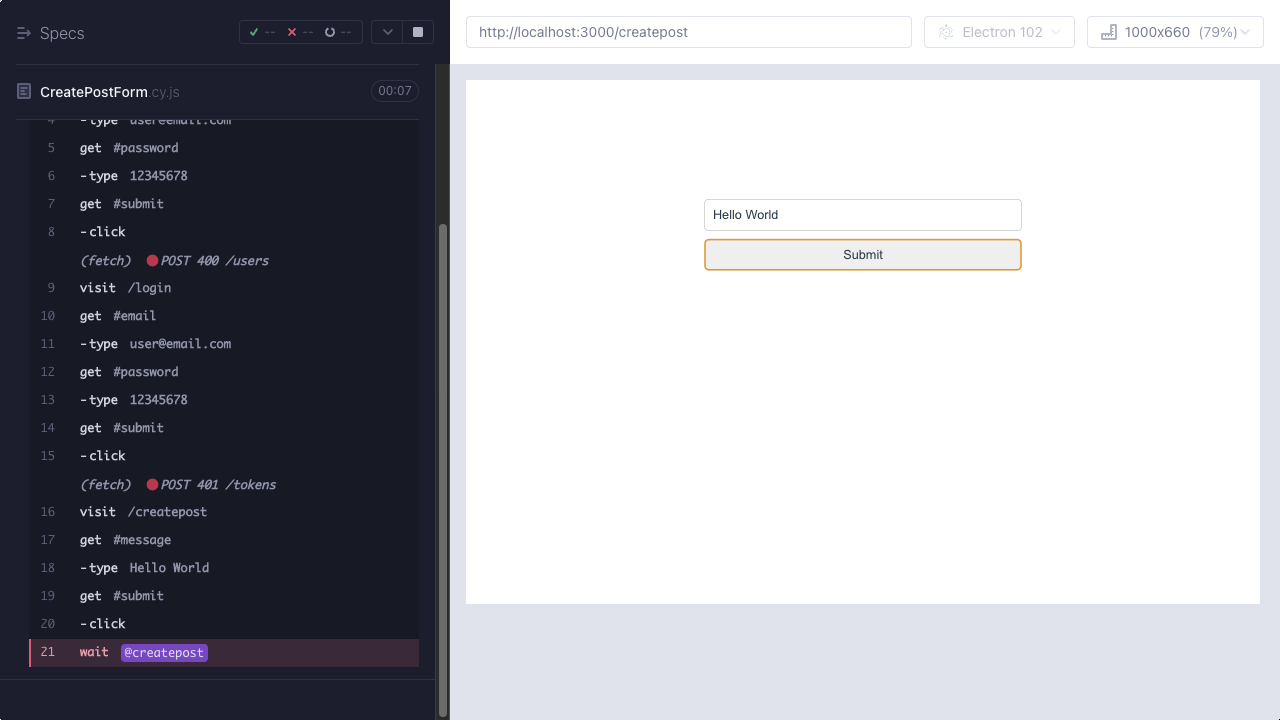 Specs
-- -- --
CreatePostForm.cy.js 00:07
4 -type user@email.com
5 get #password
6 -type 12345678
7 get #submit
8 -click
(fetch) POST 400 /users
9 visit /login
10 get #email
11 -type user@email.com
12 get #password
13 -type 12345678
14 get #submit
15 -click
(fetch) POST 401 /tokens
16 visit /createpost
17 get #message
18 -type Hello World
19 get #submit
20 -click
21 wait @createpost
http://localhost:3000/createpost
Electron 102
1000x660 (79%)
Hello World
Submit